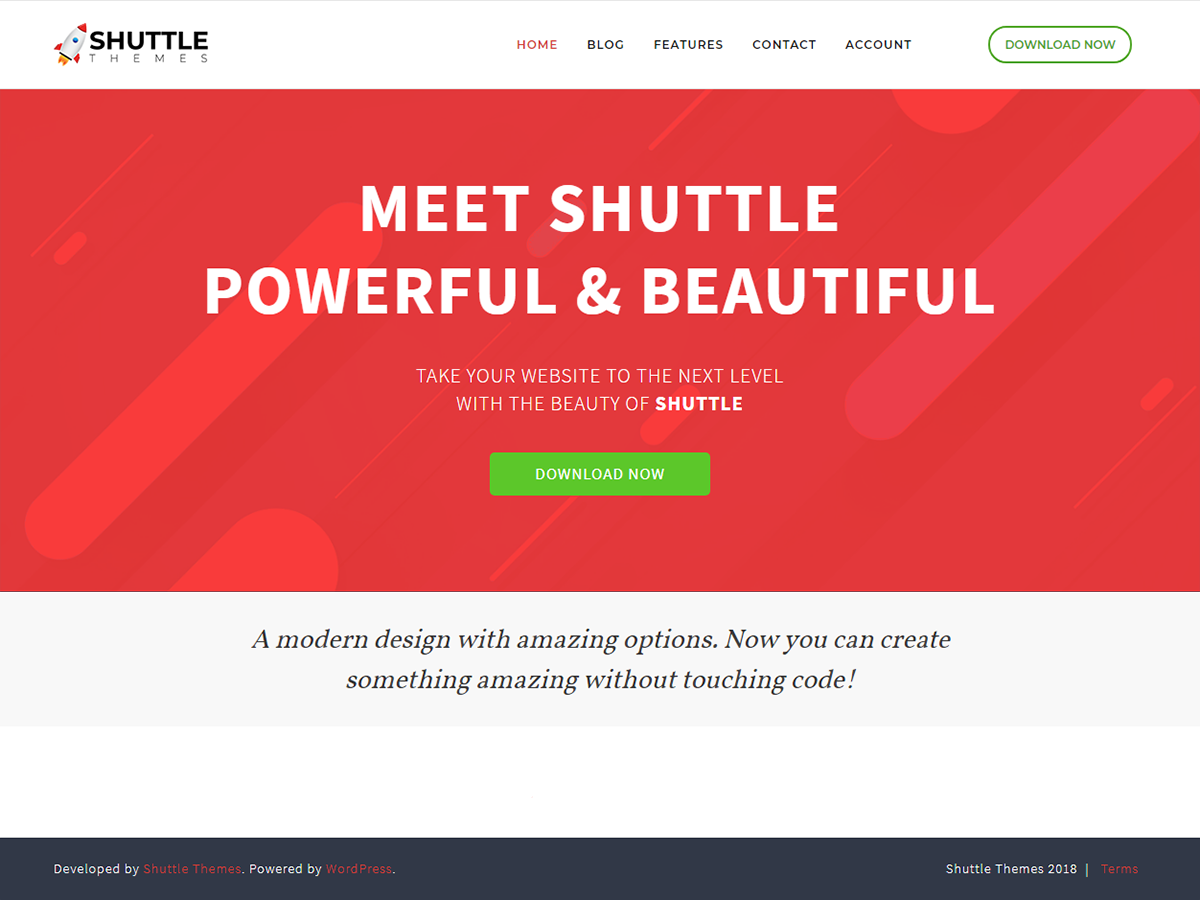 SHUTTLE
THEMES
HOME BLOG FEATURES CONTACT ACCOUNT DOWNLOAD NOW
MEET SHUTTLE
POWERFUL & BEAUTIFUL
TAKE YOUR WEBSITE TO THE NEXT LEVEL
WITH THE BEAUTY OF SHUTTLE
DOWNLOAD NOW
A modern design with amazing options. Now you can create
something amazing without touching code!
Developed by Shuttle Themes. Powered by WordPress. Shuttle Themes 2018 | Terms